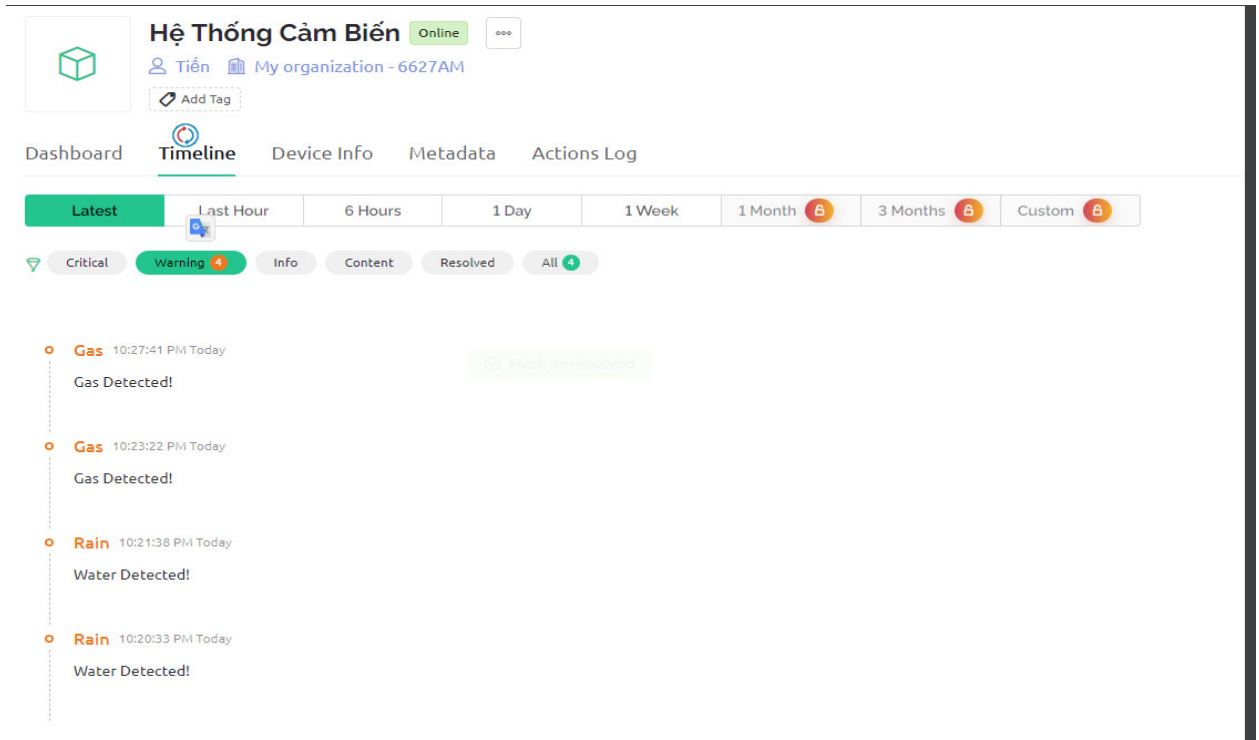 Hệ Thống Cảm Biến Online
Tiến My organization - 6627AM
Add Tag
Dashboard Timeline Device Info Metadata Actions Log
Latest Last Hour 6 Hours 1 Day 1 Week 1 Month 3 Months Custom
Critical Warning 4 Info Content Resolved All 4
Gas 10:27:41 PM Today
Mark as resolved
Gas Detected!
Gas 10:23:22 PM Today
Gas Detected!
Rain 10:21:38 PM Today
Water Detected!
Rain 10:20:33 PM Today
Water Detected!